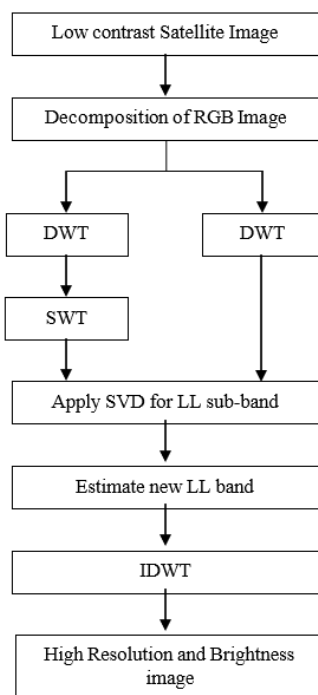 Low contrast Satellite Image
Decomposition of RGB Image
DWT
DWT
SWT
Apply SVD for LL sub-band
Estimate new LL band
IDWT
High Resolution and Brightness
image